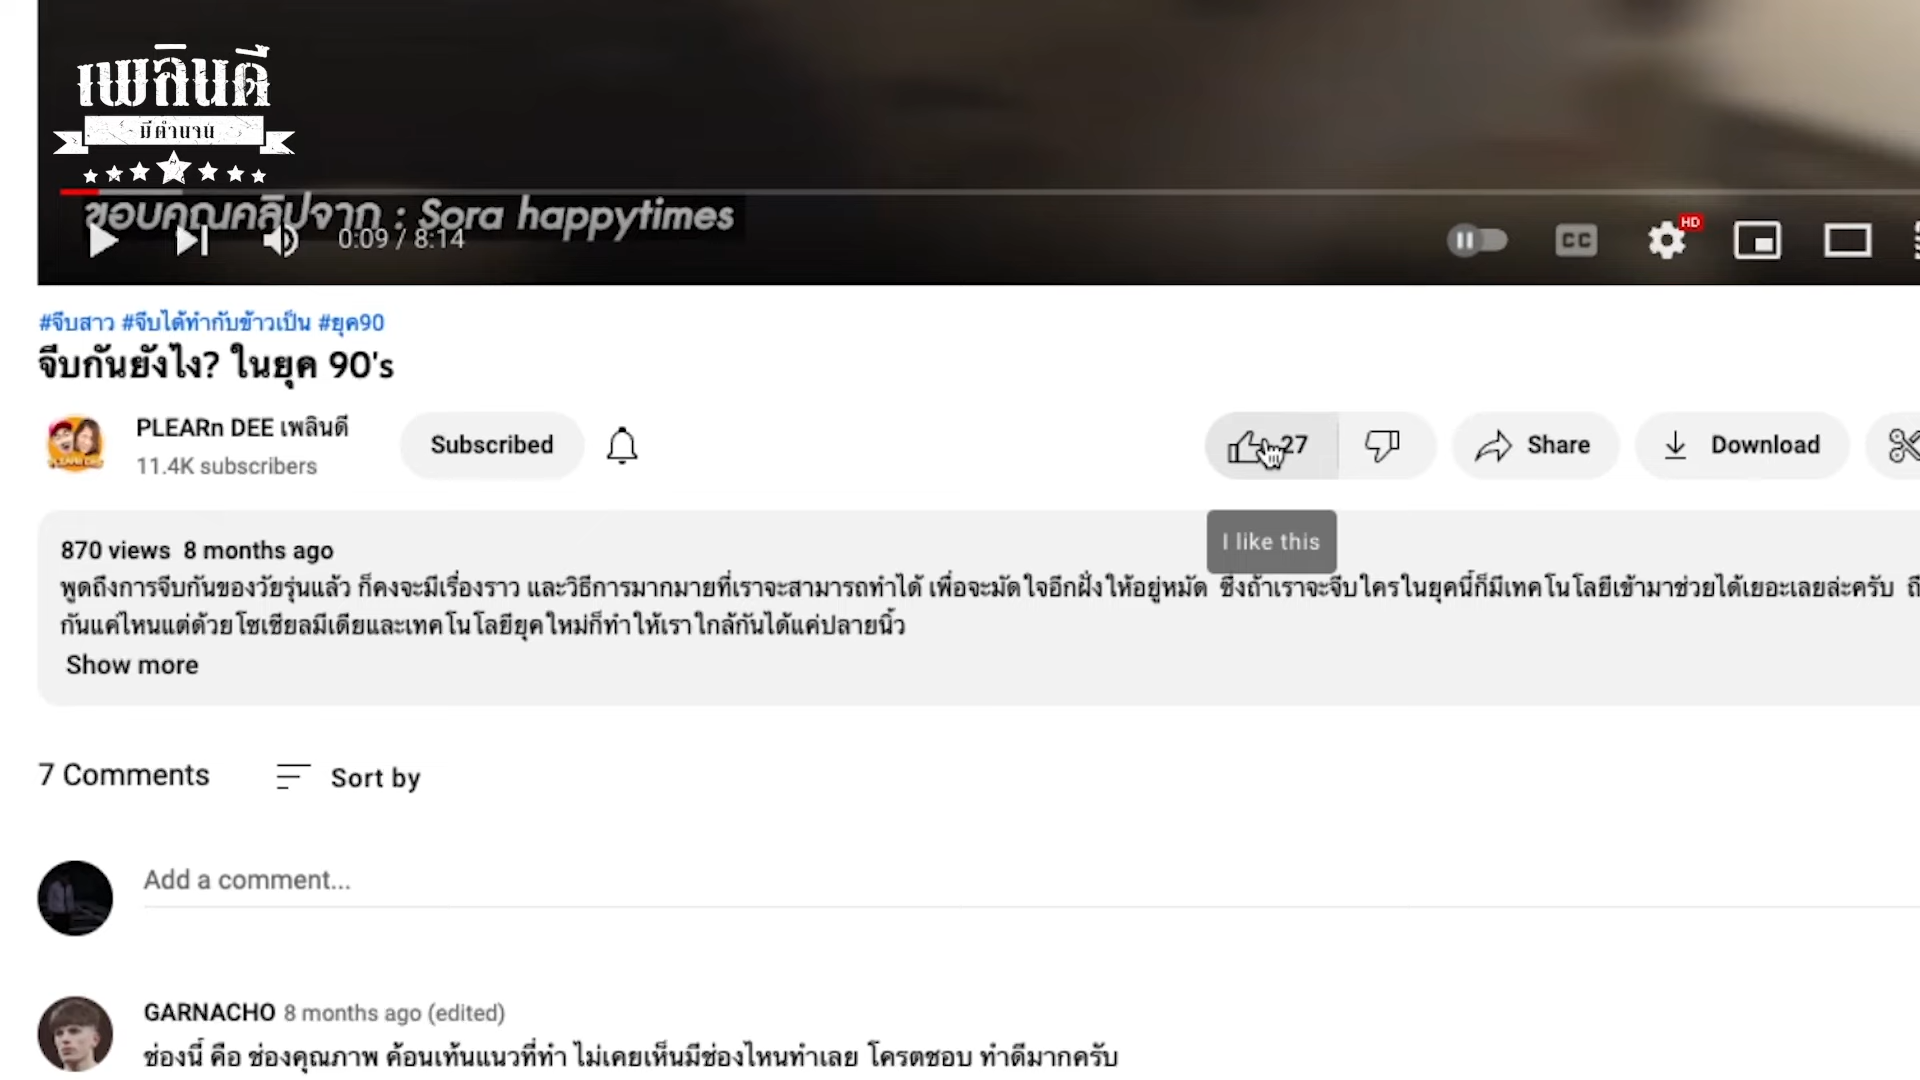 เพลินดี
มีตำนาน
ขอบคุณคลิปจาก : Sora happytimes
0:09 / 8:14
CC
HD
#จีบสาว #จีบได้ทำกับข้าวเป็น #ยุค90
จีบกันยังไง? ในยุค 90's
PLEARn DEE เพลินดี
11.4K subscribers
Subscribed
27
Share
Download
I like this
870 views 8 months ago
พูดถึงการจีบกันของวัยรุ่นแล้ว ก็คงจะมีเรื่องราว และวิธีการมากมายที่เราจะสามารถทำได้ เพื่อจะมัดใจอีกฝั่งให้อยู่หมัด ซึ่งถ้าเราจะจีบใครในยุคนี้ก็มีเทคโนโลยีเข้ามาช่วยได้เยอะเลยล่ะครับ
กันแค่ไหนแต่ด้วยโซเชียลมีเดียและเทคโนโลยียุคใหม่ก็ทำให้เราใกล้กันได้แค่ปลายนิ้ว
Show more
7 Comments
Sort by
Add a comment...
GARNACHO 8 months ago (edited)
ช่องนี้ คือ ช่องคุณภาพ ค้อนเท้นแนวที่ทำ ไม่เคยเห็นมีช่องไหนทำเลย โครตชอบ ทำดีมากครับ